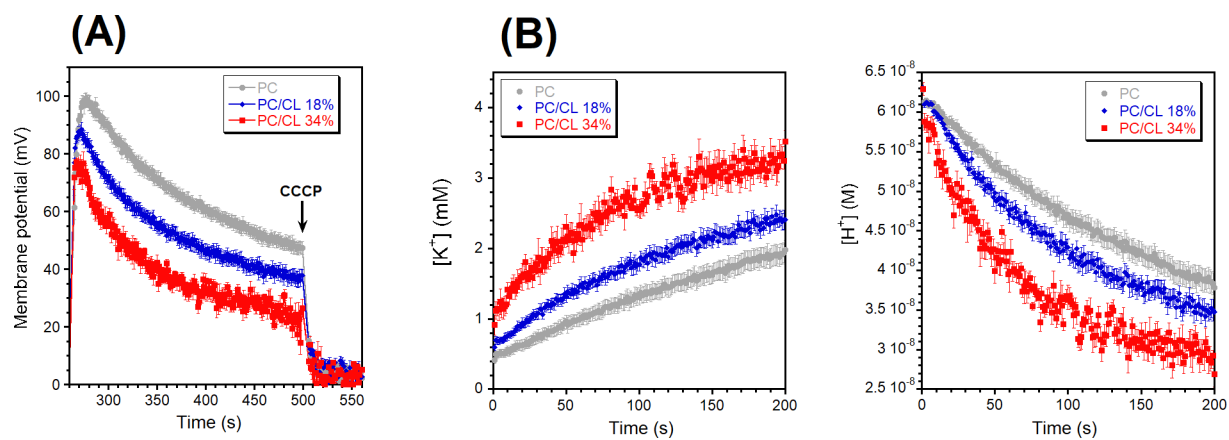 (A)
PC
PC/CL 18%
PC/CL 34%
CCCP
Membrane potential (mV)
100
80
60
40
20
0
300
350
400
450
500
550
Time (s)
(B)
PC
PC/CL 18%
PC/CL 34%
[K⁺] (mM)
4
3
2
1
0
0
50
100
150
200
Time (s)
PC
PC/CL 18%
PC/CL 34%
[H⁺] (M)
6.5 10⁻⁸
6 10⁻⁸
5.5 10⁻⁸
5 10⁻⁸
4.5 10⁻⁸
4 10⁻⁸
3.5 10⁻⁸
3 10⁻⁸
2.5 10⁻⁸
0
50
100
150
200
Time (s)